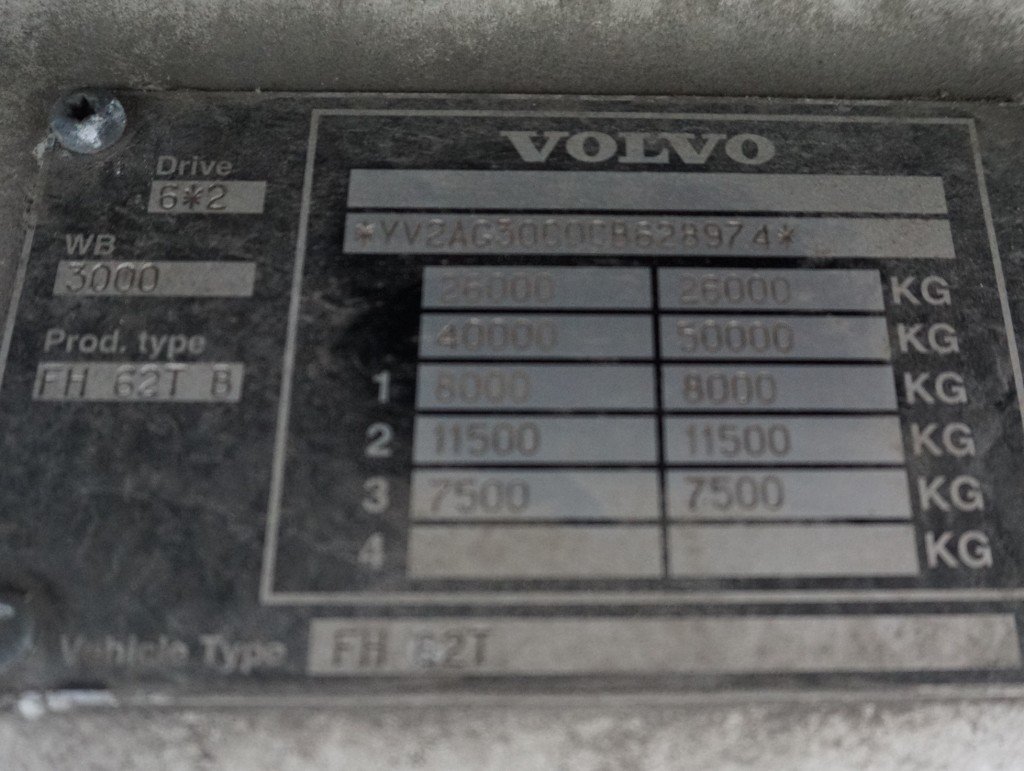 VOLVO
Drive
6*2
*YV2AG30C0CB628974*
WB
3000
26000 26000 KG
40000 50000 KG
Prod. type
FH 62T B
1 8000 8000 KG
2 11500 11500 KG
3 7500 7500 KG
4 KG
Vehicle Type FH 62T